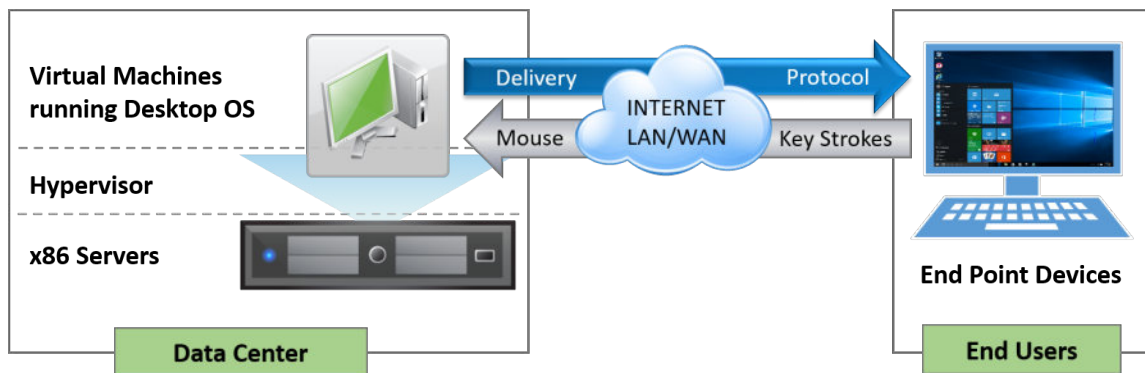 Virtual Machines
running Desktop OS
Hypervisor
x86 Servers
Data Center
Delivery
Protocol
INTERNET
LAN/WAN
Mouse
Key Strokes
End Point Devices
End Users